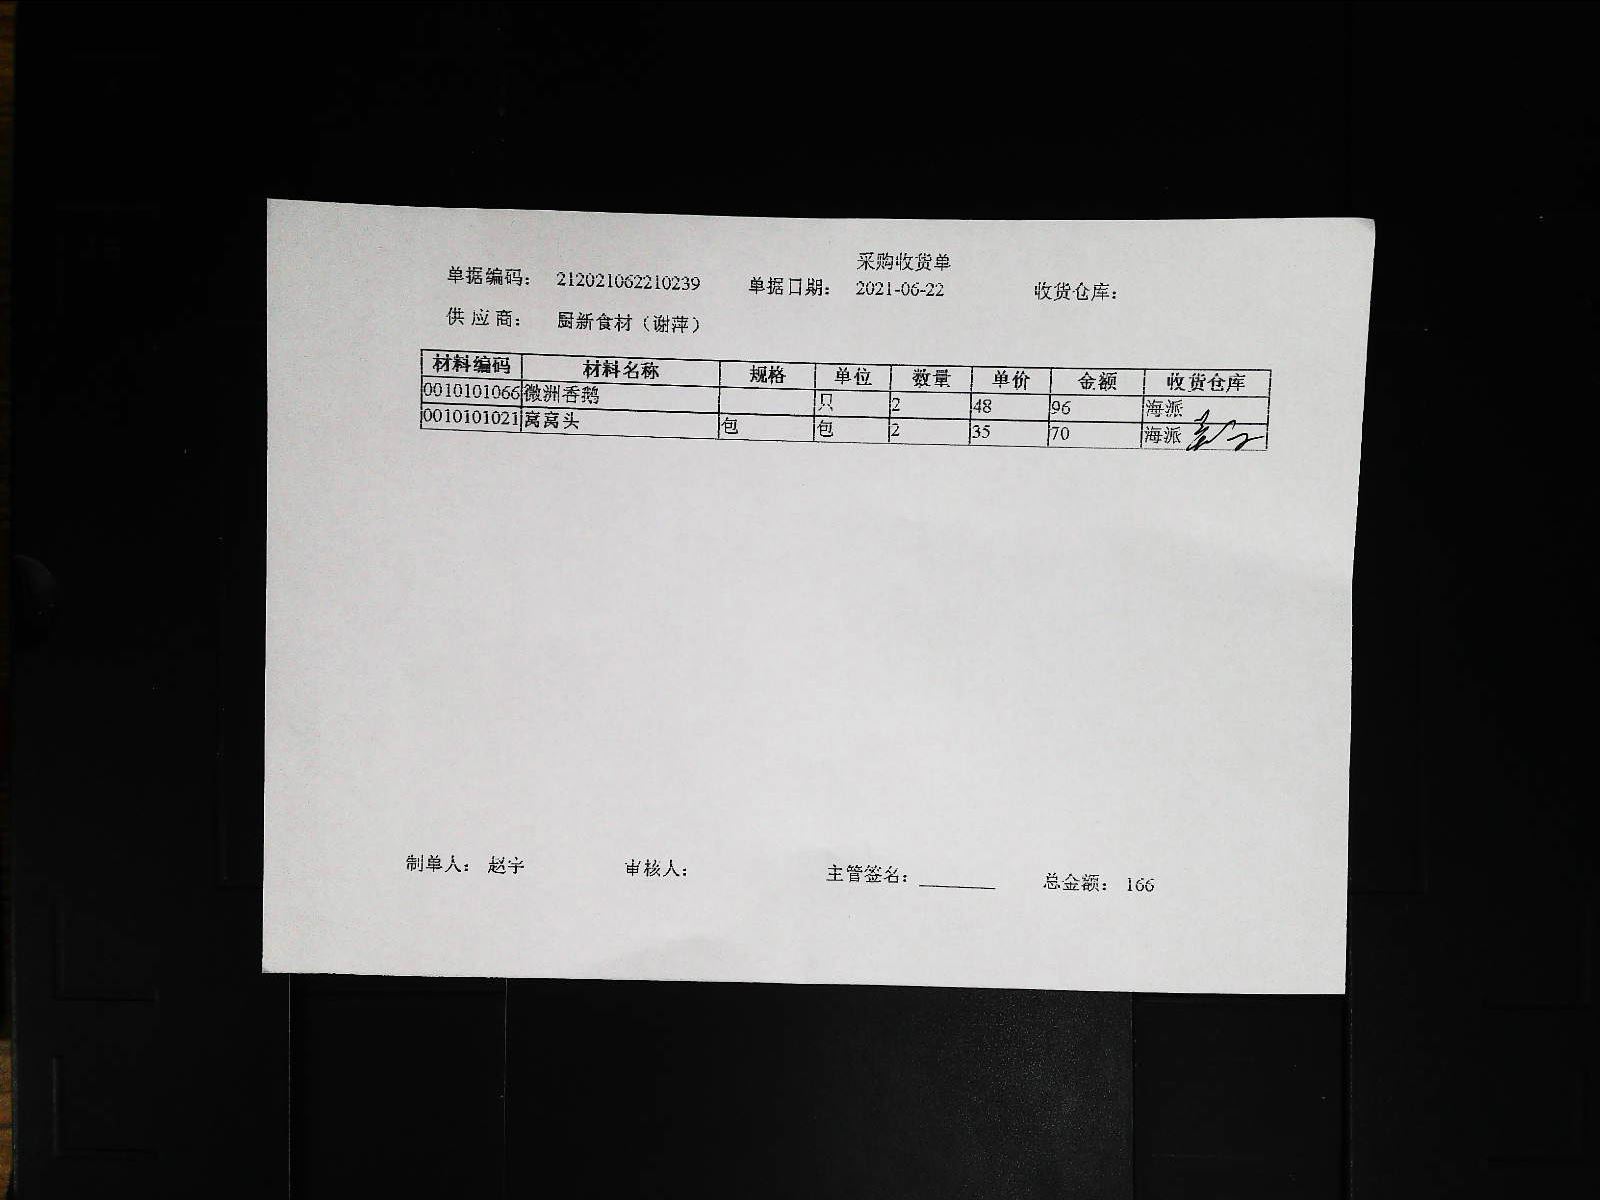 采购收货单
单据编码： 212021062210239 单据日期： 2021-06-22 收货仓库：
供 应 商： 厨新食材（谢萍）
材料编码 材料名称 规格 单位 数量 单价 金额 收货仓库
0010101066 微洲香鹅 只 2 48 96 海派
0010101021 窝窝头 包 包 2 35 70 海派
制单人： 赵宇 审核人： 主管签名： 总金额： 166